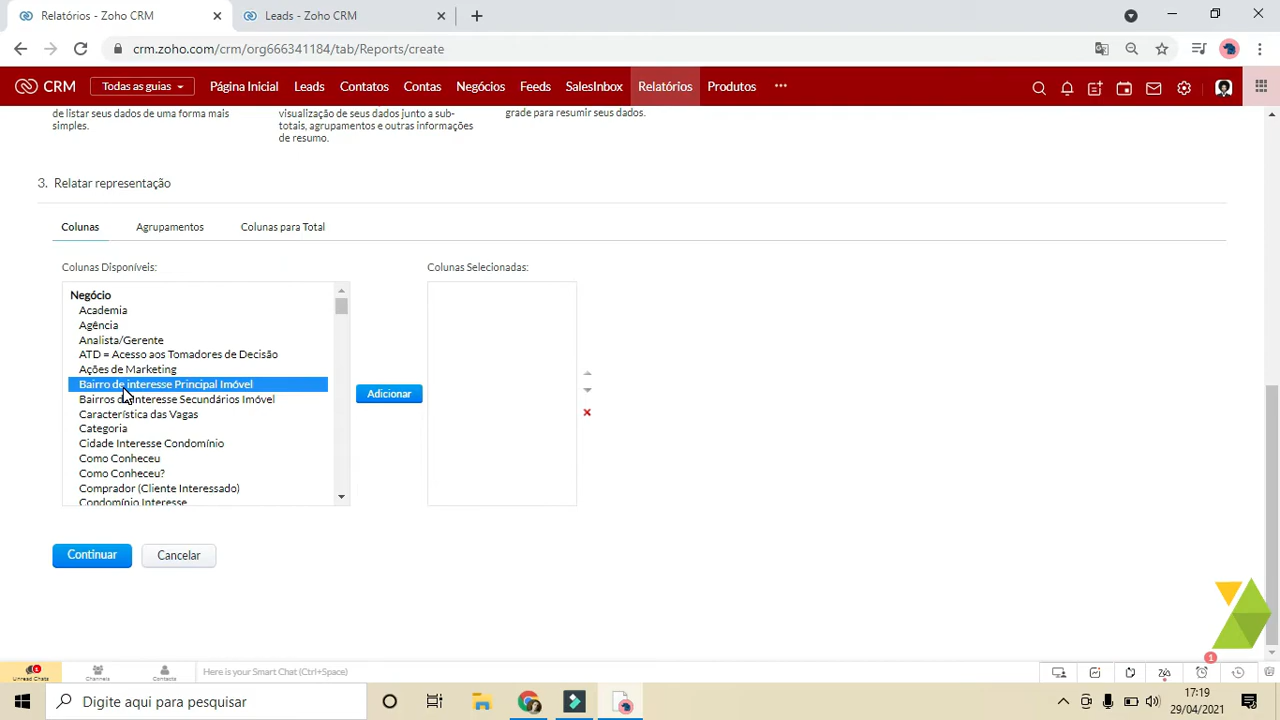 Relatórios - Zoho CRM
Leads - Zoho CRM
crm.zoho.com/crm/org666341184/tab/Reports/create
CRM
Todas as guias
Página Inicial
Leads
Contatos
Contas
Negócios
Feeds
SalesInbox
Relatórios
Produtos
de listar seus dados de uma forma mais
simples.
visualização de seus dados junto a sub-
totais, agrupamentos e outras informações
de resumo.
grade para resumir seus dados.
3. Relatar representação
Colunas
Agrupamentos
Colunas para Total
Colunas Disponíveis:
Colunas Selecionadas:
Negócio
Academia
Agência
Analista/Gerente
ATD = Acesso aos Tomadores de Decisão
Ações de Marketing
Bairro de interesse Principal Imóvel
Bairros de Interesse Secundários Imóvel
Característica das Vagas
Categoria
Cidade Interesse Condomínio
Como Conheceu
Como Conheceu?
Comprador (Cliente Interessado)
Condomínio Interesse
Adicionar
Continuar
Cancelar
Unread Chats
Channels
Contacts
Here is your Smart Chat (Ctrl+Space)
1
Digite aqui para pesquisar
17:19
29/04/2021